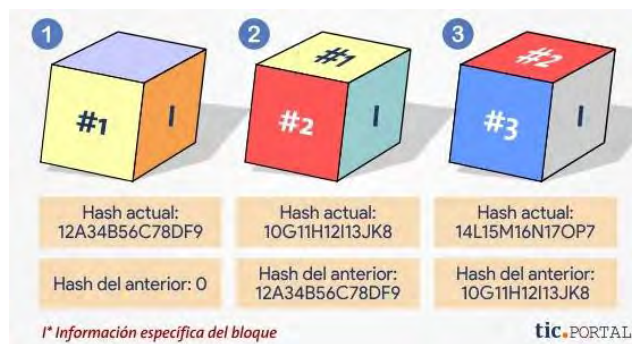 1
2
3
#1
I
#1
#2
I
#2
#3
I
Hash actual:
12A34B56C78DF9
Hash actual:
10G11H12I13JK8
Hash actual:
14L15M16N17OP7
Hash del anterior: 0
Hash del anterior:
12A34B56C78DF9
Hash del anterior:
10G11H12I13JK8
I* Información específica del bloque
tic.PORTAL